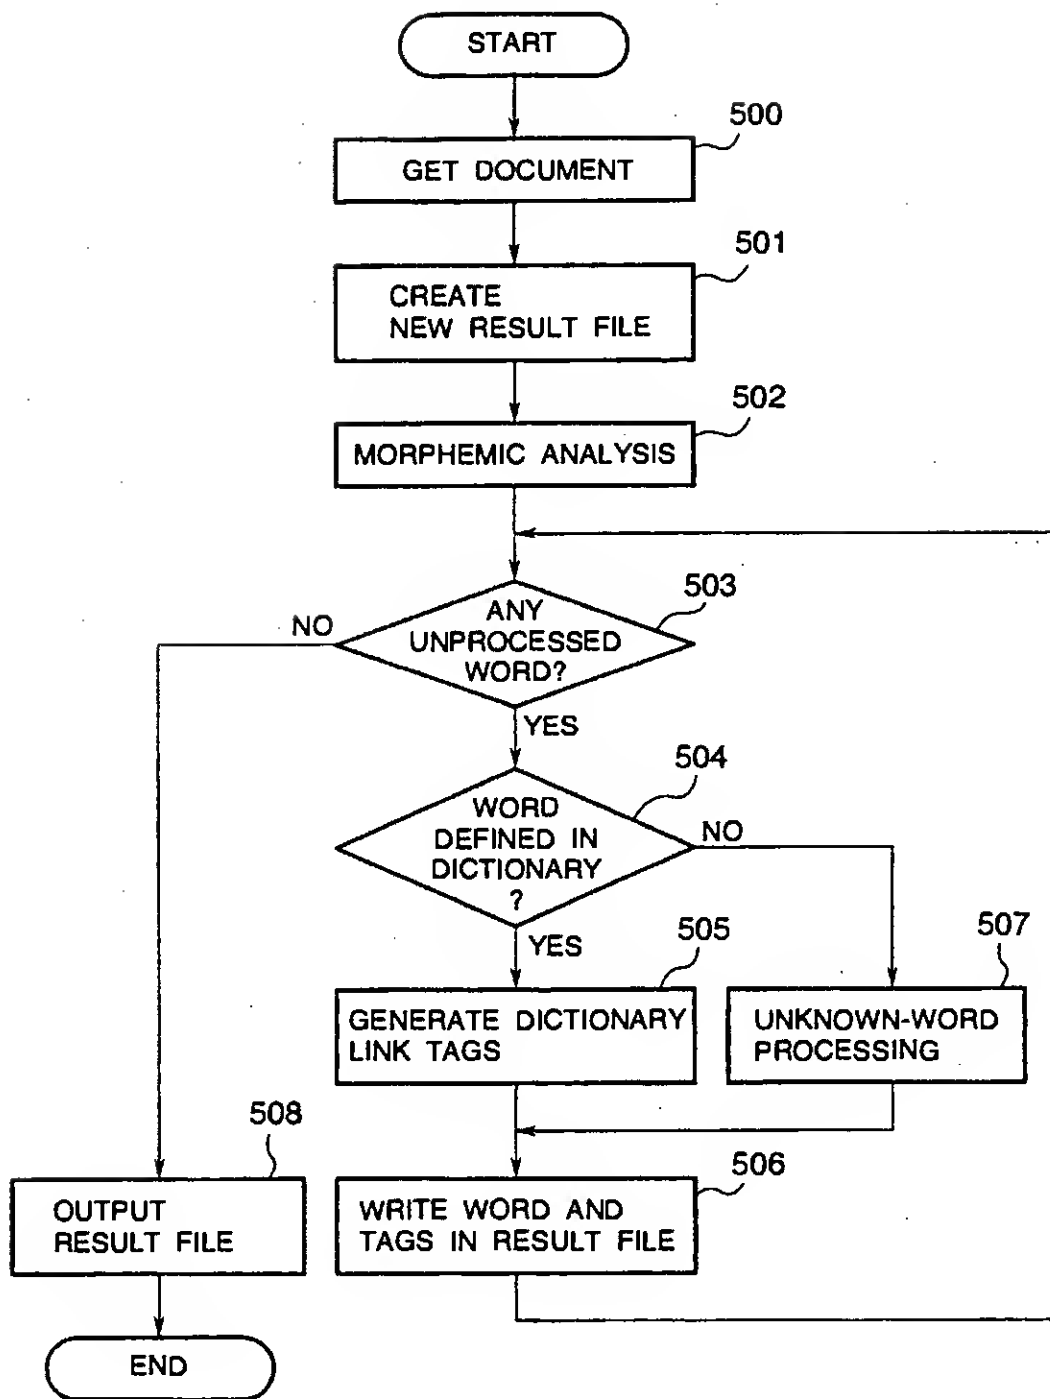 START
500
GET DOCUMENT
501
CREATE
NEW RESULT FILE
502
MORPHEMIC ANALYSIS
503
ANY
UNPROCESSED
WORD?
NO
YES
504
WORD
DEFINED IN
DICTIONARY
?
NO
YES
505
GENERATE DICTIONARY
LINK TAGS
507
UNKNOWN-WORD
PROCESSING
508
OUTPUT
RESULT FILE
506
WRITE WORD AND
TAGS IN RESULT FILE
END